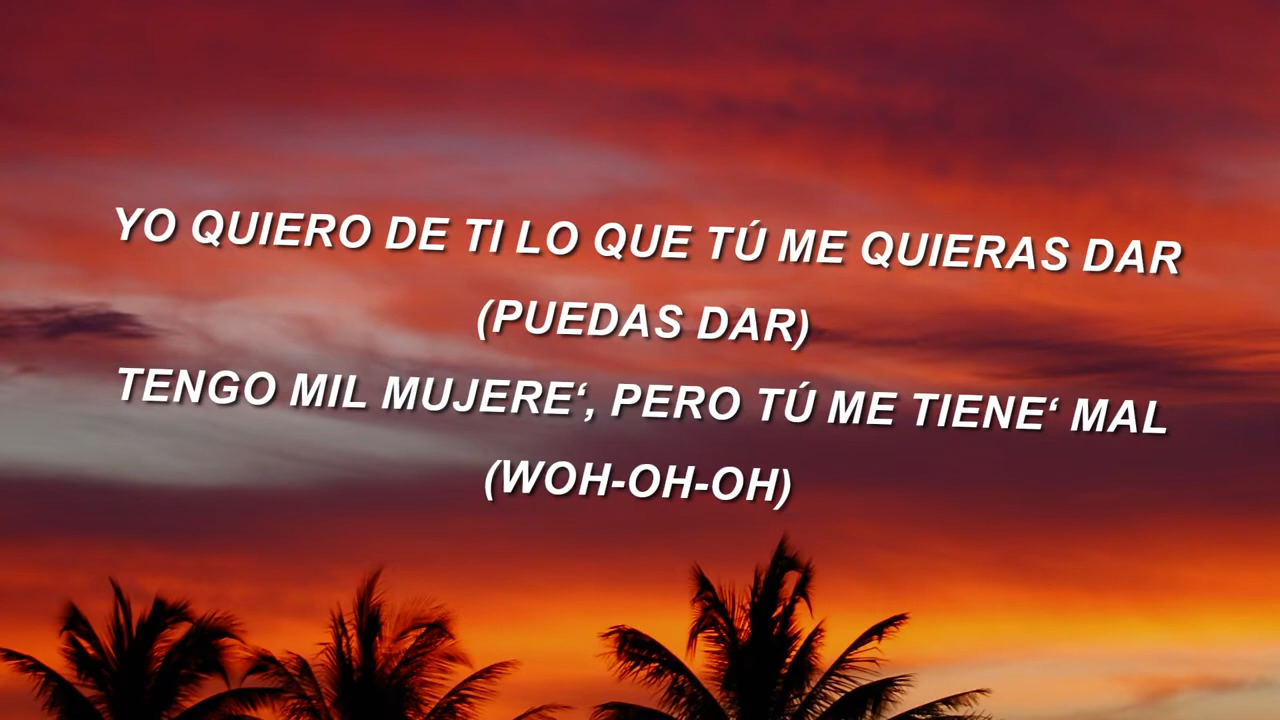 YO QUIERO DE TI LO QUE TÚ ME QUIERAS DAR
(PUEDAS DAR)
TENGO MIL MUJERE‘, PERO TÚ ME TIENE‘ MAL
(WOH-OH-OH)